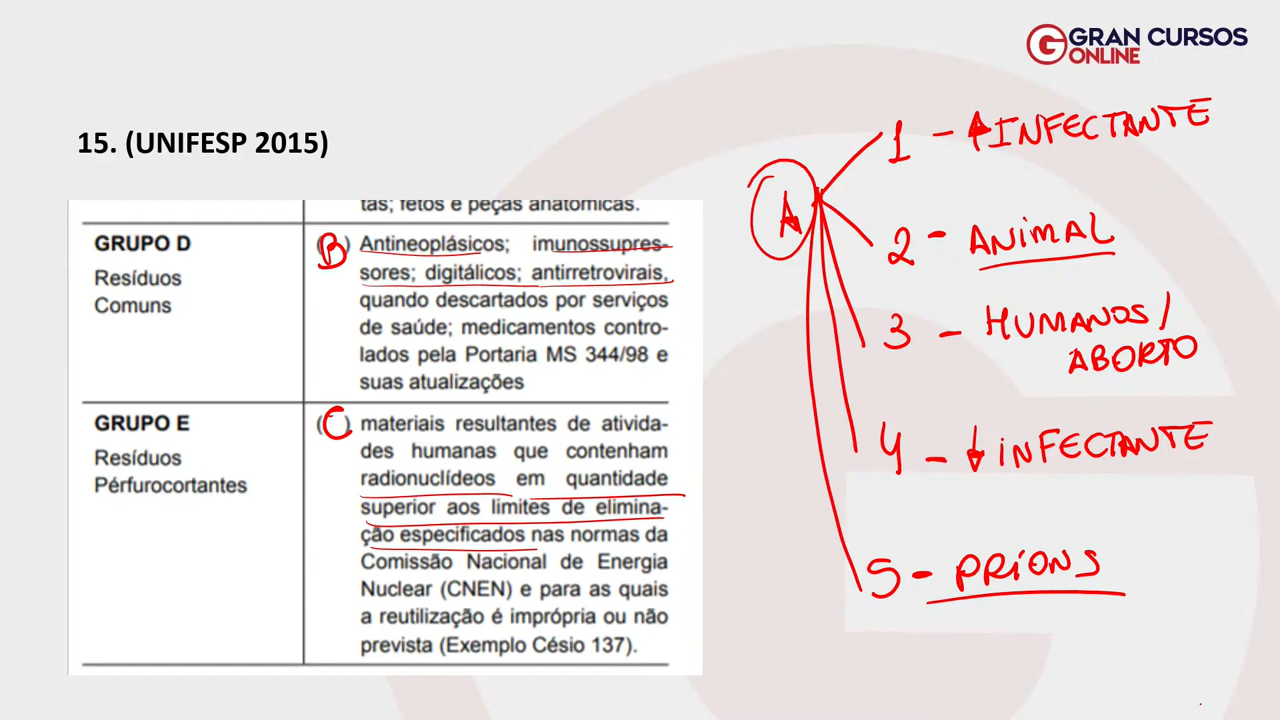 GRAN CURSOS
ONLINE
15. (UNIFESP 2015)
tas; fetos e peças anatômicas.
GRUPO D
Resíduos
Comuns
(B) Antineoplásicos; imunossupres-
sores; digitálicos; antirretrovirais,
quando descartados por serviços
de saúde; medicamentos contro-
lados pela Portaria MS 344/98 e
suas atualizações
GRUPO E
Resíduos
Pérfurocortantes
(C) materiais resultantes de ativida-
des humanas que contenham
radionuclídeos em quantidade
superior aos limites de elimina-
ção especificados nas normas da
Comissão Nacional de Energia
Nuclear (CNEN) e para as quais
a reutilização é imprópria ou não
prevista (Exemplo Césio 137).
A
1 - ↑ INFECTANTE
2 - ANIMAL
3 - HUMANOS/
ABORTO
4 - ↓ INFECTANTE
5 - PRÍONS